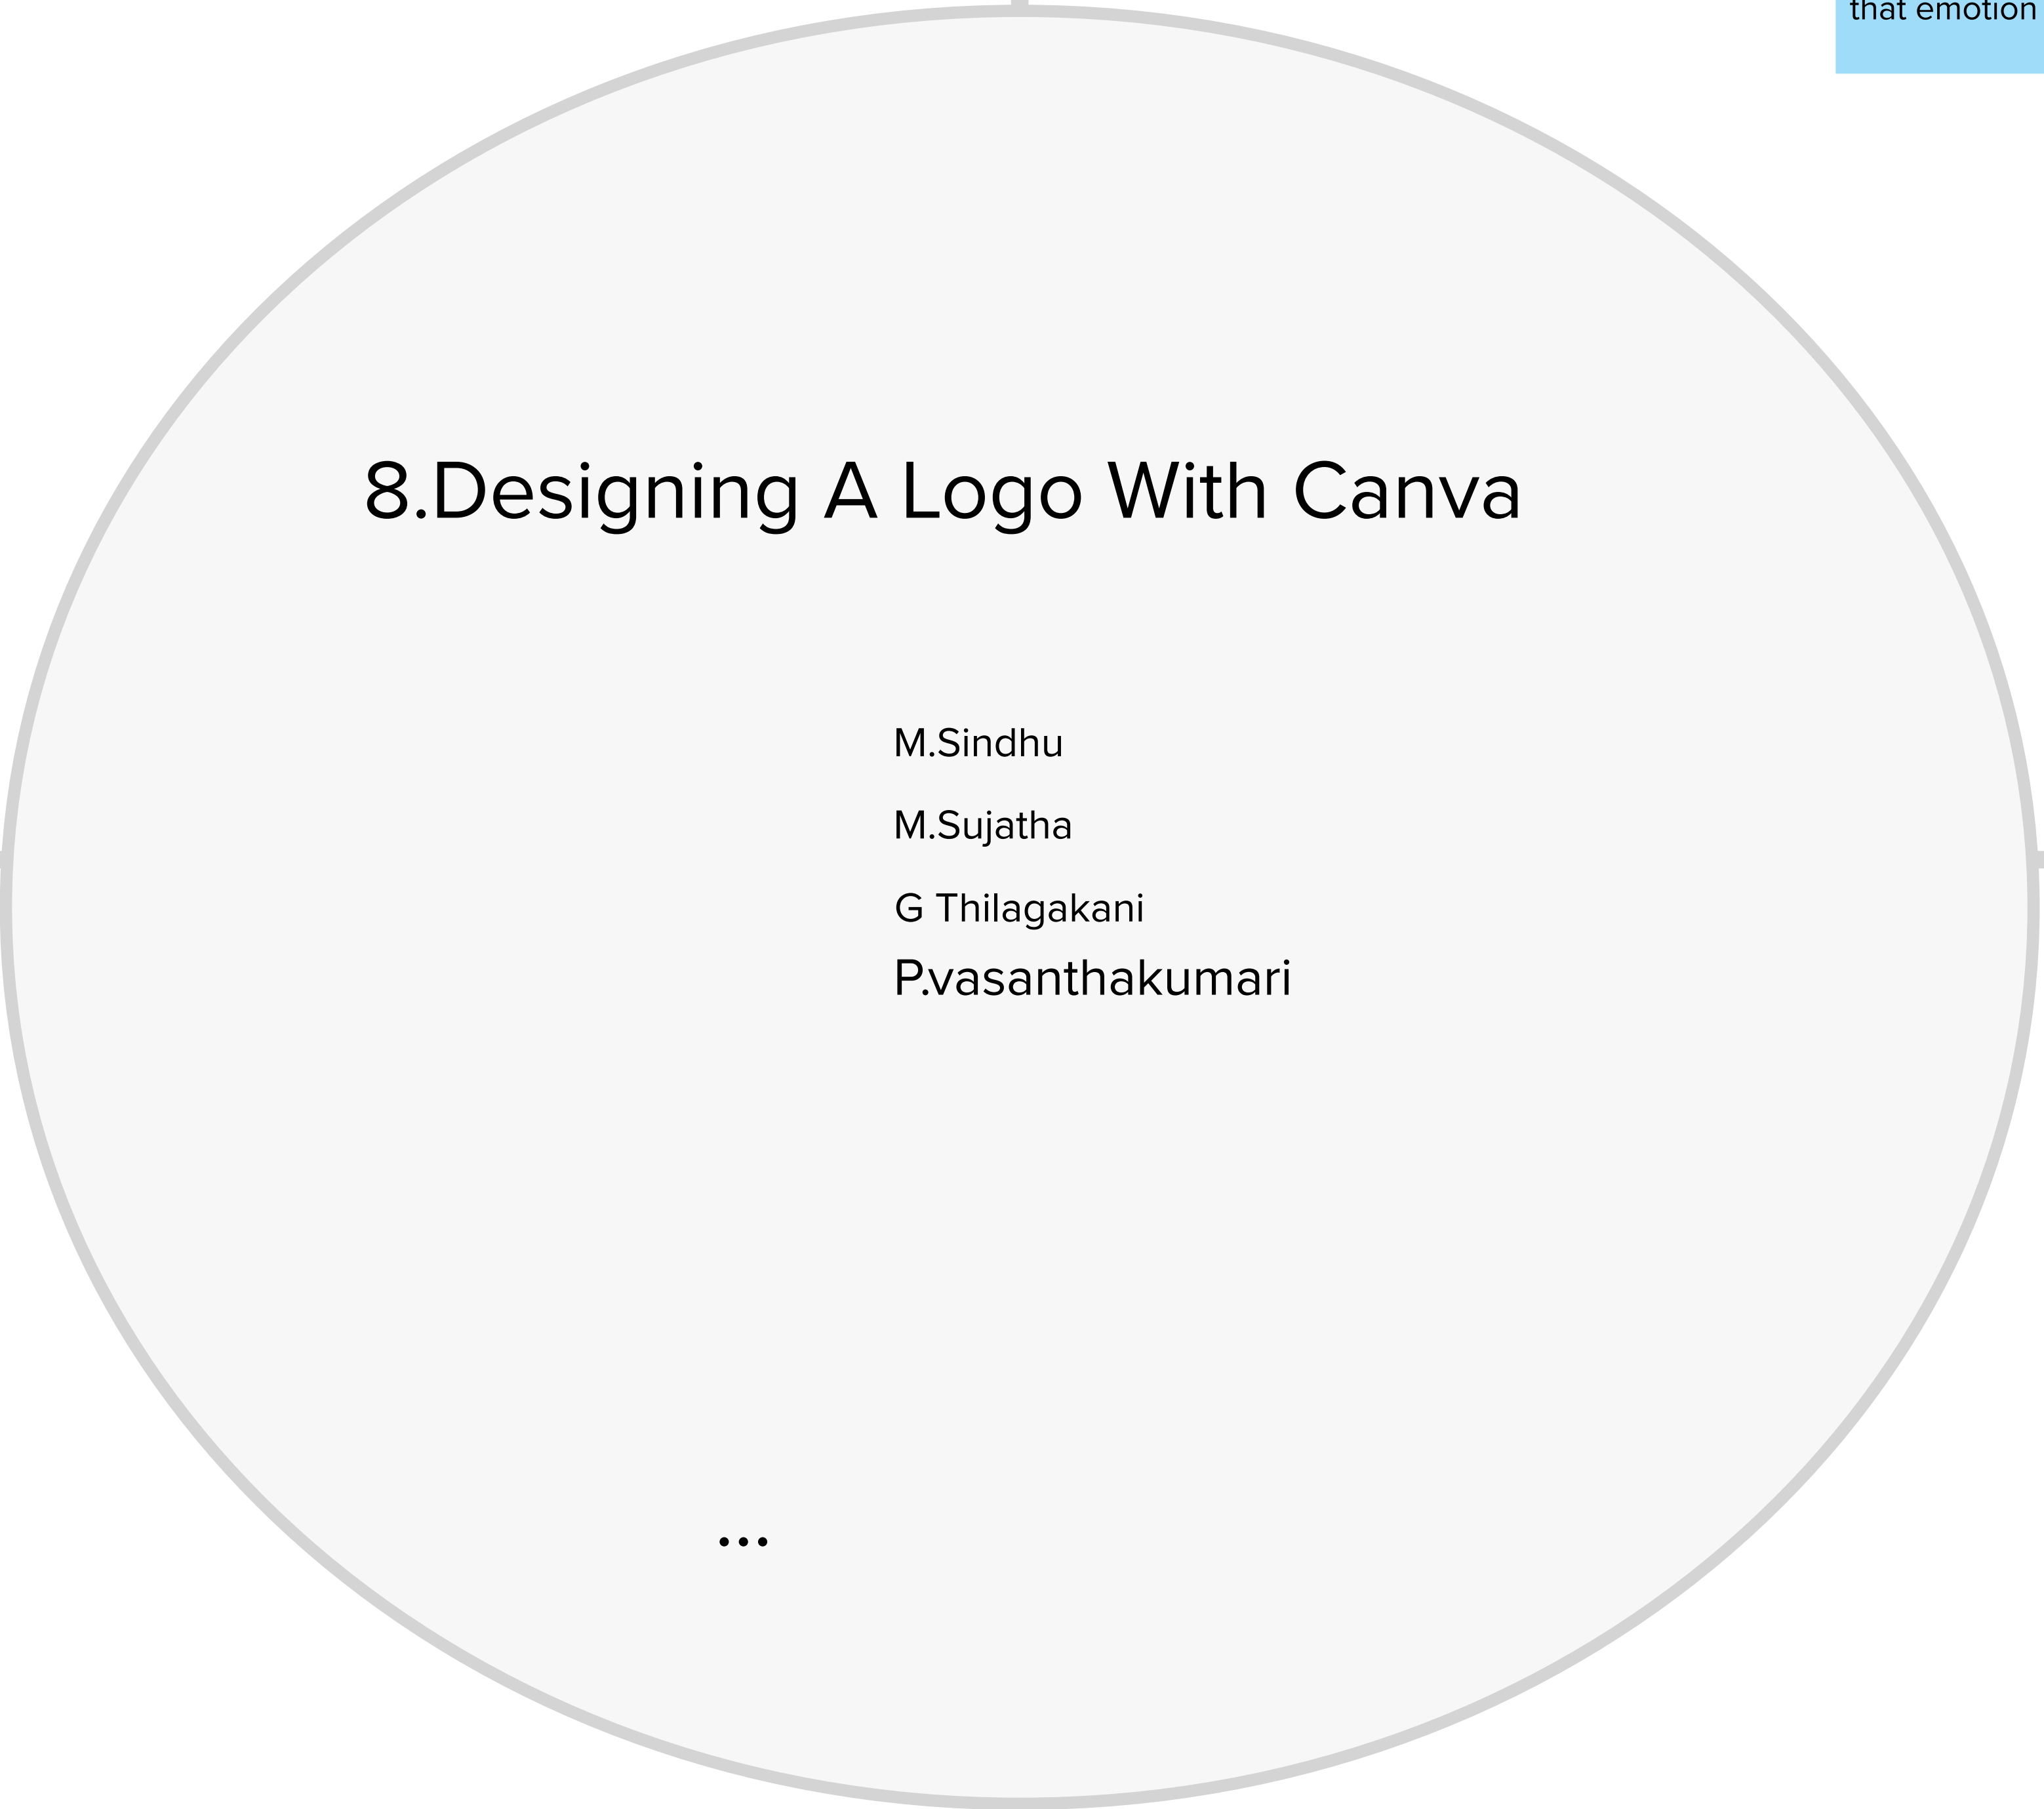 that emotion
8.Designing A Logo With Canva
M.Sindhu
M.Sujatha
G Thilagakani
P.vasanthakumari
...